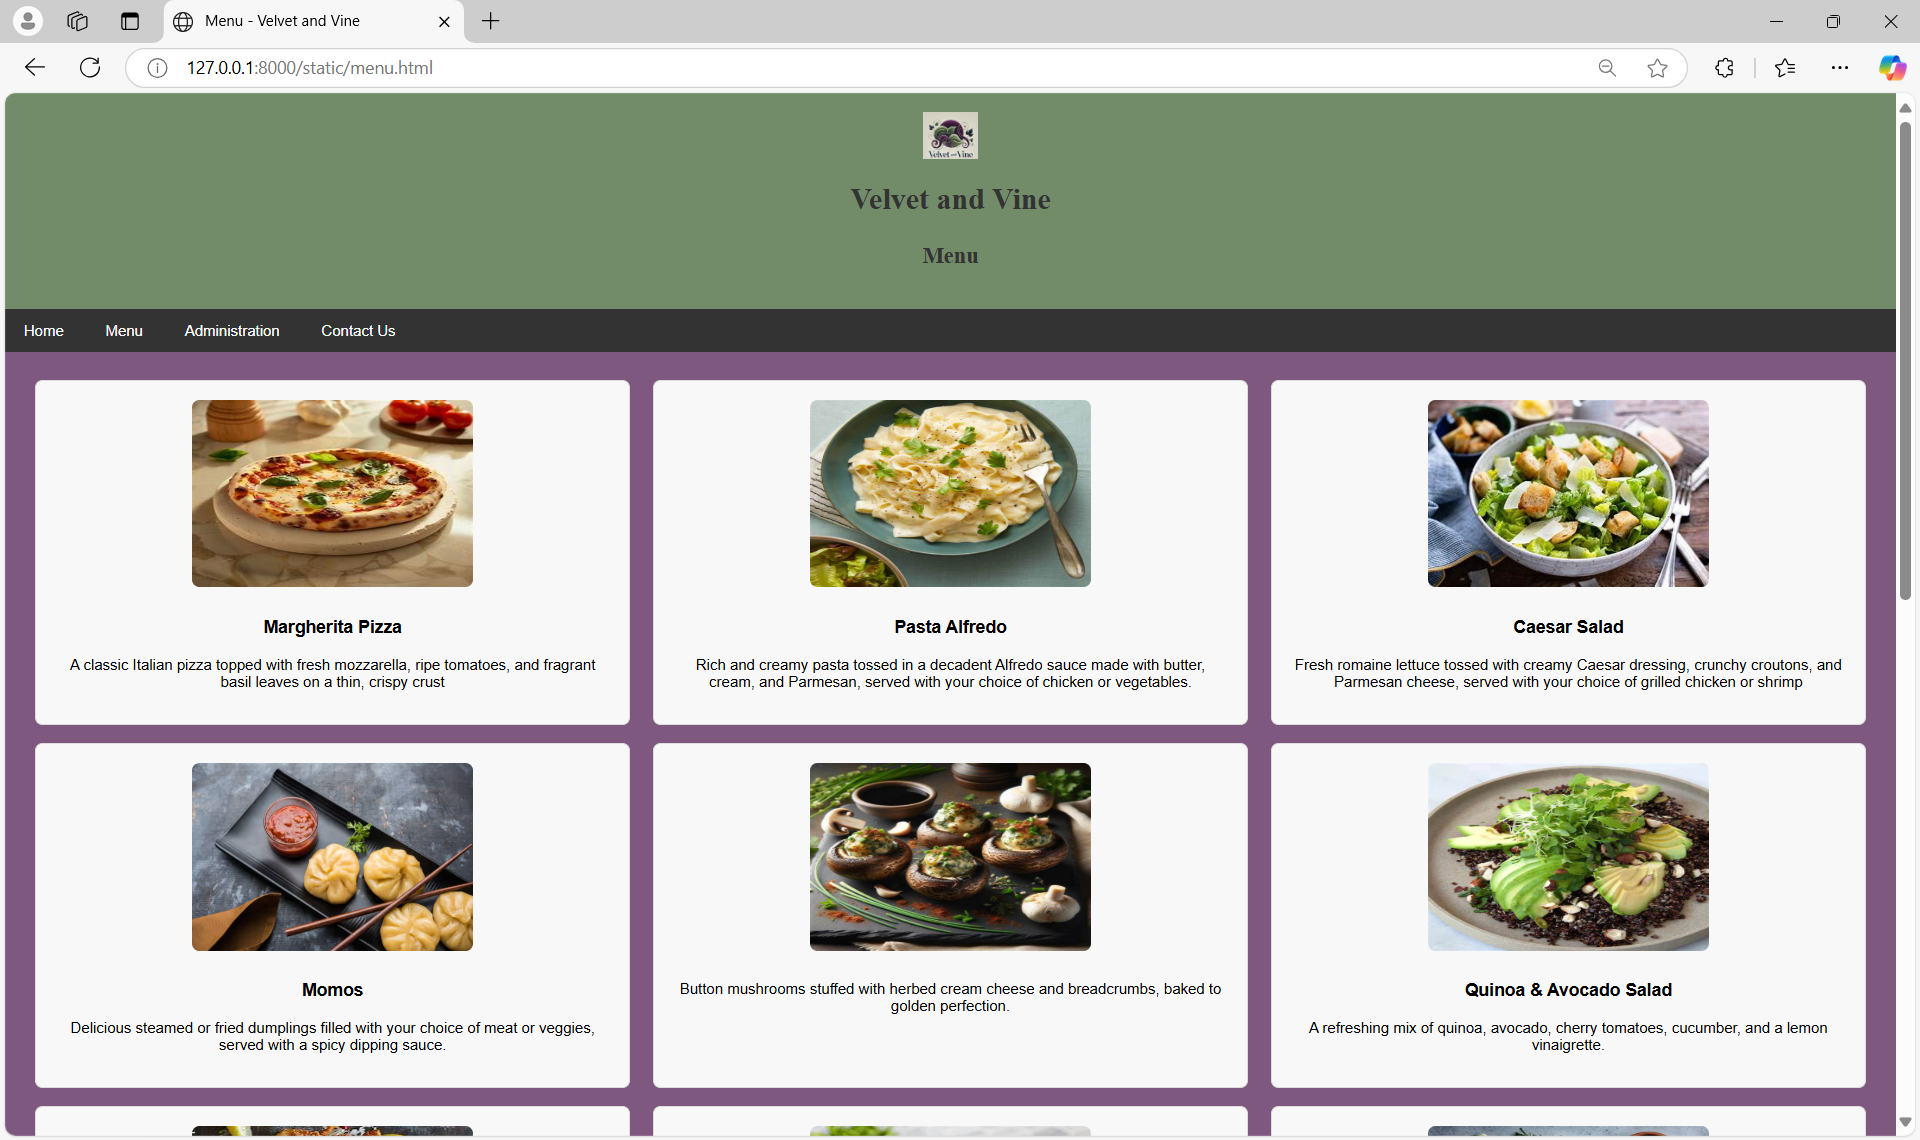 Menu - Velvet and Vine
127.0.0.1:8000/static/menu.html
Velvet and Vine
Velvet and Vine
Menu
Home Menu Administration Contact Us
Margherita Pizza
A classic Italian pizza topped with fresh mozzarella, ripe tomatoes, and fragrant
basil leaves on a thin, crispy crust
Pasta Alfredo
Rich and creamy pasta tossed in a decadent Alfredo sauce made with butter,
cream, and Parmesan, served with your choice of chicken or vegetables.
Caesar Salad
Fresh romaine lettuce tossed with creamy Caesar dressing, crunchy croutons, and
Parmesan cheese, served with your choice of grilled chicken or shrimp
Momos
Delicious steamed or fried dumplings filled with your choice of meat or veggies,
served with a spicy dipping sauce.
Button mushrooms stuffed with herbed cream cheese and breadcrumbs, baked to
golden perfection.
Quinoa & Avocado Salad
A refreshing mix of quinoa, avocado, cherry tomatoes, cucumber, and a lemon
vinaigrette.